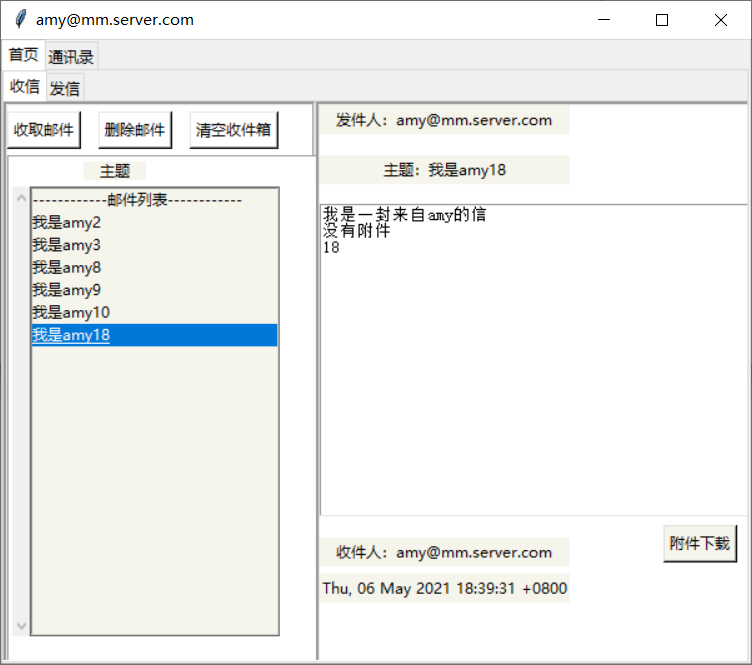 amy@mm.server.com
首页 通讯录
收信 发信
收取邮件 删除邮件 清空收件箱
主题
------------邮件列表------------
我是amy2
我是amy3
我是amy8
我是amy9
我是amy10
我是amy18
发件人：amy@mm.server.com
主题：我是amy18
我是一封来自amy的信
没有附件
18
附件下载
收件人：amy@mm.server.com
Thu, 06 May 2021 18:39:31 +0800